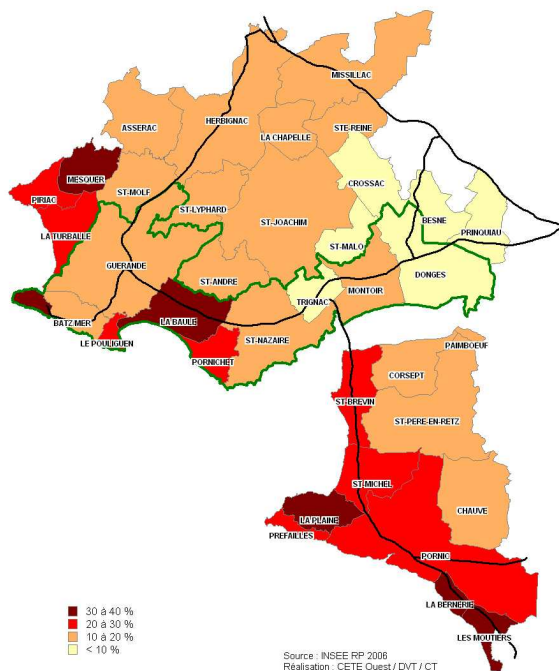 MISSILLAC
HERBIGNAC
ASSERAC
LA CHAPELLE
STE-REINE
MESQUER
CROSSAC
PIRIAC
ST-MOLF
ST-LYPHARD
BESNE
ST-JOACHIM
LA TURBALLE
PRINQUIAU
ST-MALO
GUERANDE
ST-ANDRE
DONGES
TRIGNAC
MONTOIR
BATZ/MER
LA BAULE
LE POULIGUEN
ST-NAZAIRE
PORNICHET
PAIMBOEUF
CORSEPT
ST-BREVIN
ST-PERE-EN-RETZ
ST-MICHEL
CHAUVE
LA PLAINE
PREFAILLES
PORNIC
LA BERNERIE
LES MOUTIERS
30 à 40 %
20 à 30 %
10 à 20 %
< 10 %
Source : INSEE RP 2006
Réalisation : CETE Ouest / DVT / CT